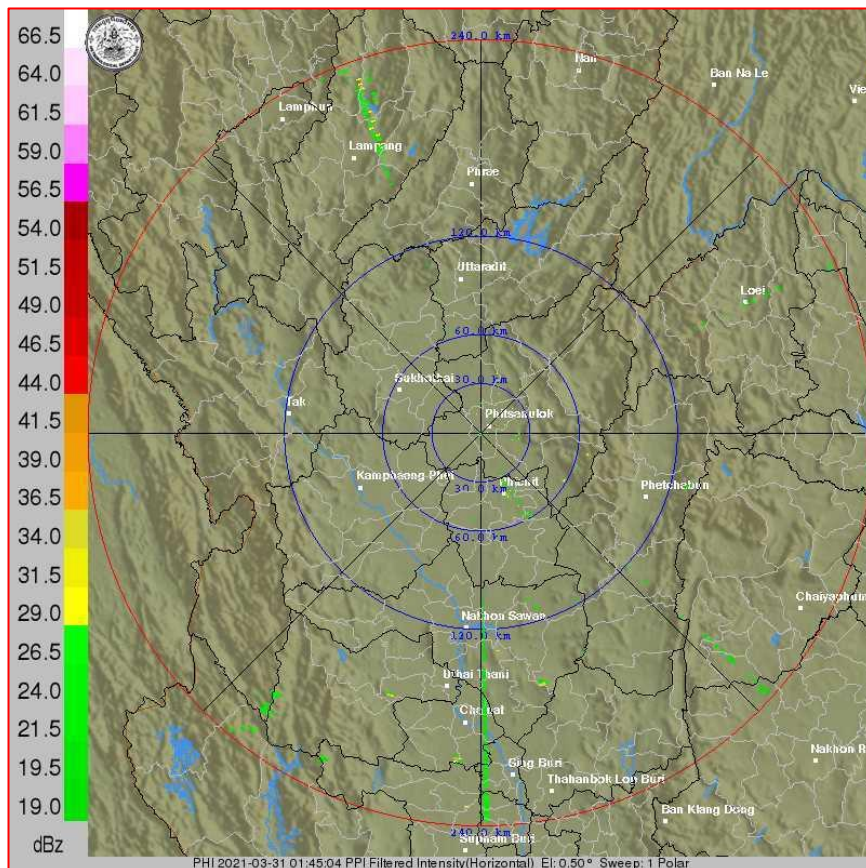 66.5
64.0
61.5
59.0
56.5
54.0
51.5
49.0
46.5
44.0
41.5
39.0
36.5
34.0
31.5
29.0
26.5
24.0
21.5
19.5
19.0
dBz
240.0 km
Nan
Ban Na Le
Vie
Lamphun
Lampang
Phrae
120.0 km
Uttaradit
Loei
60.0 km
30.0 km
Sukhothai
Tak
Phitsanulok
Kamphaeng Phet
Phichit
30.0 km
Phetchabun
60.0 km
Chaiyaphum
Nakhon Sawan
120.0 km
Uthai Thani
Chainat
Sing Buri
Nakhon R
Thahanbok Lop Buri
Ban Klang Dong
240.0 km
Suphan Buri
PHI 2021-03-31 01:45:04 PPI Filtered Intensity(Horizontal) El: 0.50° Sweep: 1 Polar